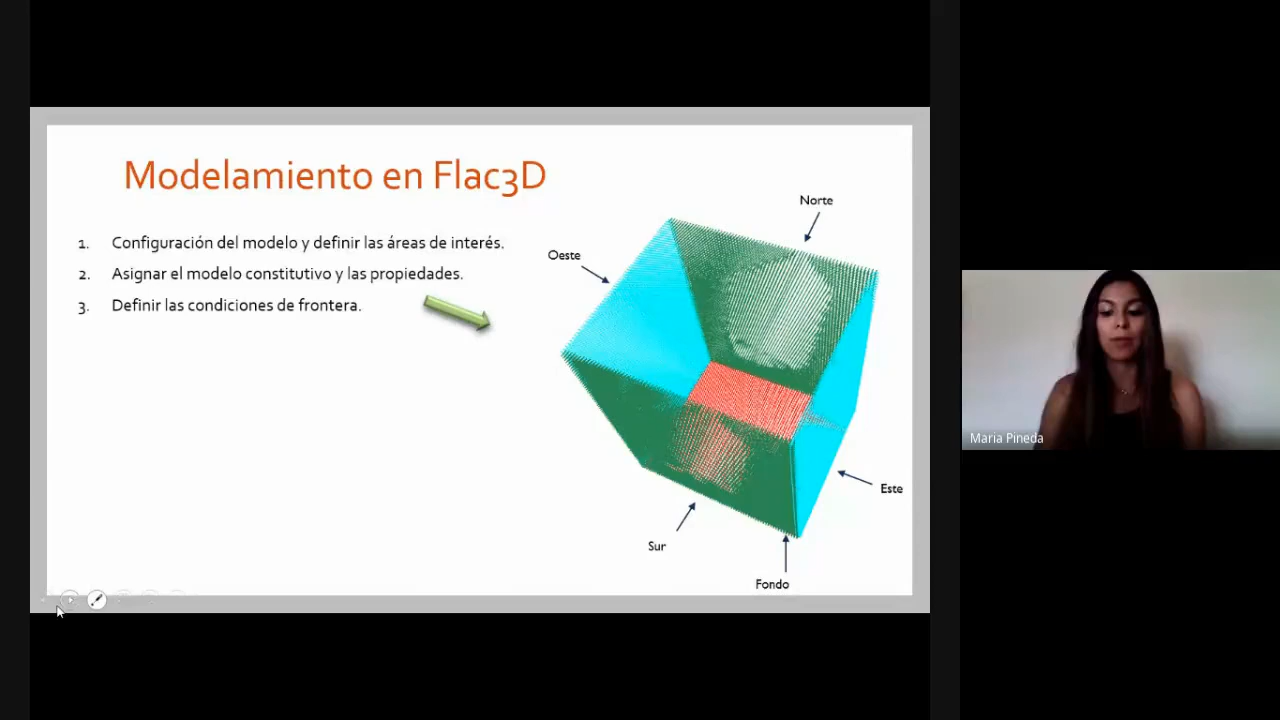 Modelamiento en Flac3D
1. Configuración del modelo y definir las áreas de interés.
2. Asignar el modelo constitutivo y las propiedades.
3. Definir las condiciones de frontera.
Norte
Oeste
Este
Sur
Fondo
Maria Pineda